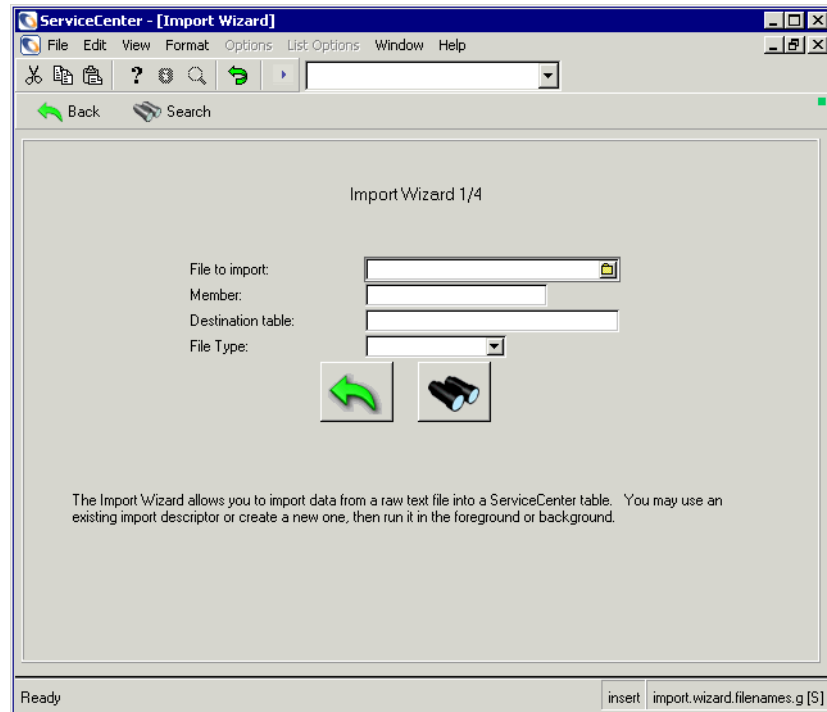 ServiceCenter - [Import Wizard]
File Edit View Format Options List Options Window Help
?
Back Search
Import Wizard 1/4
File to import:
Member:
Destination table:
File Type:
The Import Wizard allows you to import data from a raw text file into a ServiceCenter table. You may use an
existing import descriptor or create a new one, then run it in the foreground or background.
Ready insert import.wizard.filenames.g [S]